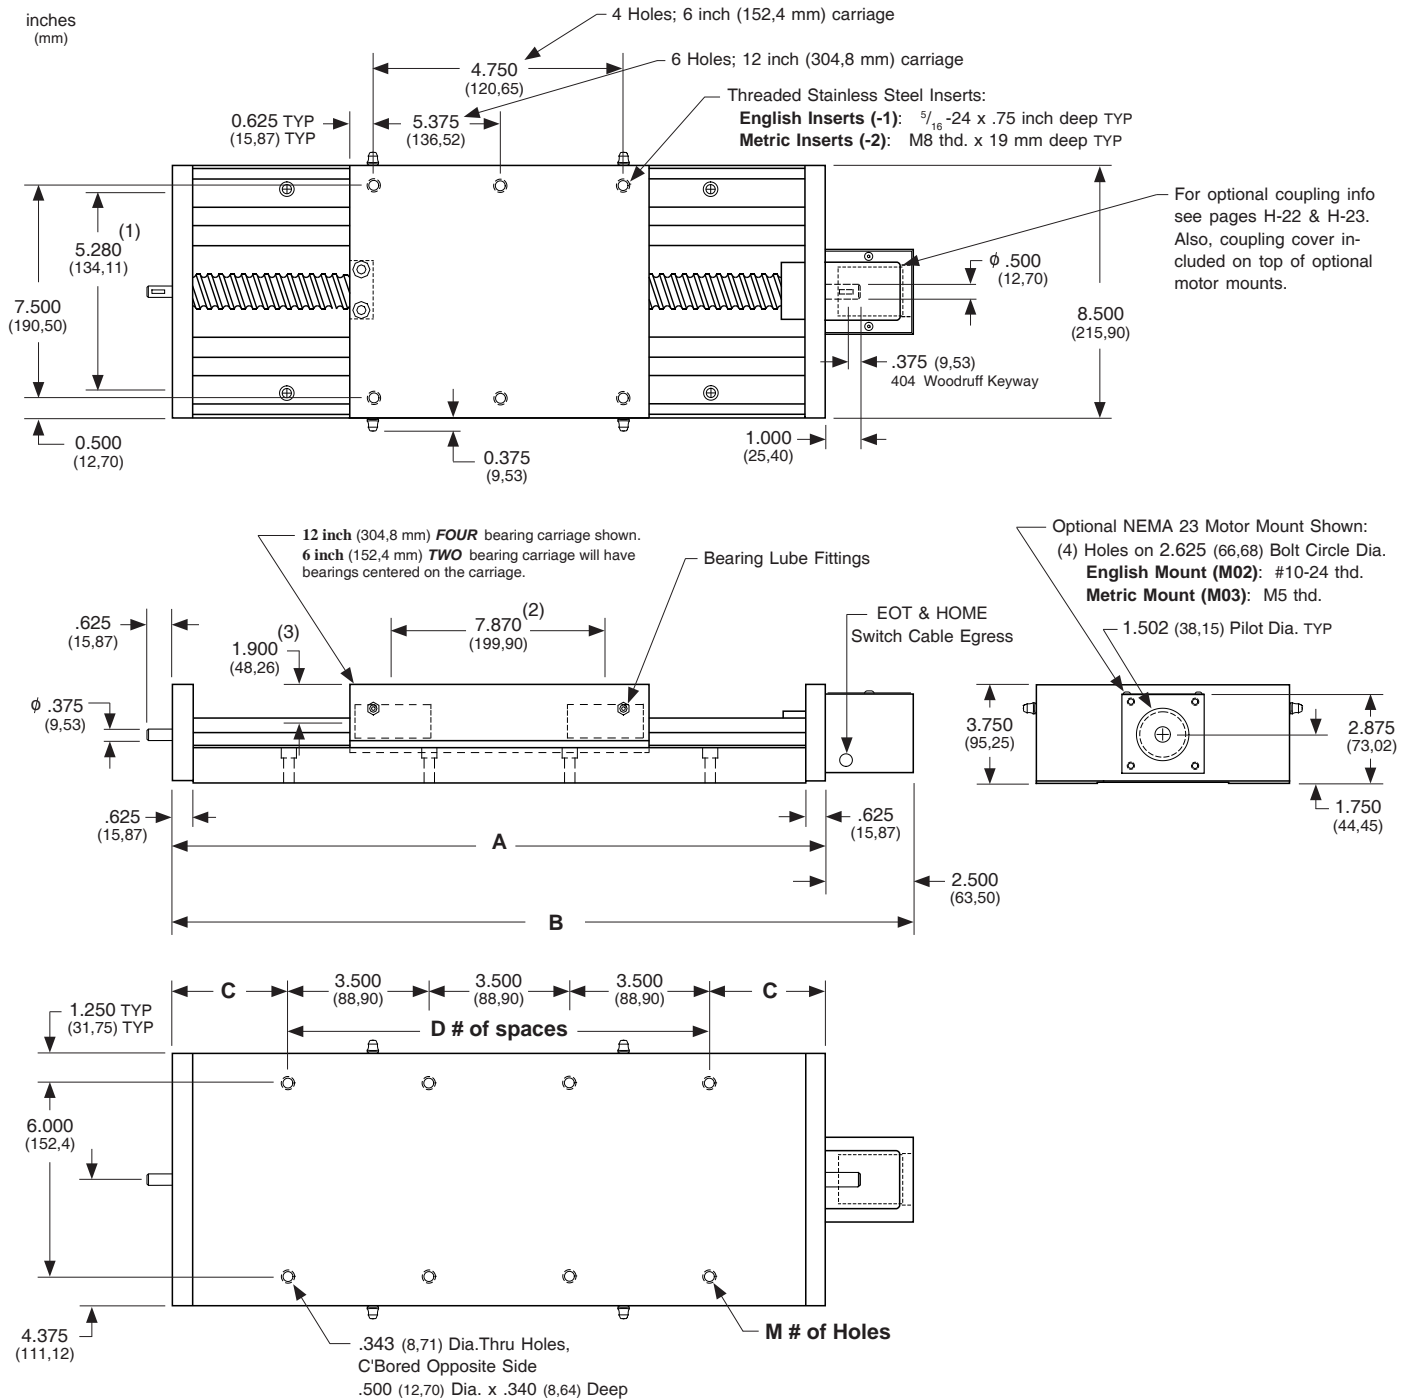 inches
(mm)
4 Holes; 6 inch (152,4 mm) carriage
4.750
(120,65)
6 Holes; 12 inch (304,8 mm) carriage
0.625 TYP
(15,87) TYP
5.375
(136,52)
Threaded Stainless Steel Inserts:
English Inserts (-1): 5/16 -24 x .75 inch deep TYP
Metric Inserts (-2): M8 thd. x 19 mm deep TYP
For optional coupling info
see pages H-22 & H-23.
Also, coupling cover in-
cluded on top of optional
motor mounts.
(1)
5.280
(134,11)
7.500
(190,50)
ϕ .500
(12,70)
8.500
(215,90)
.375 (9,53)
404 Woodruff Keyway
0.500
(12,70)
0.375
(9,53)
1.000
(25,40)
12 inch (304,8 mm) FOUR bearing carriage shown.
6 inch (152,4 mm) TWO bearing carriage will have
bearings centered on the carriage.
Bearing Lube Fittings
Optional NEMA 23 Motor Mount Shown:
(4) Holes on 2.625 (66,68) Bolt Circle Dia.
English Mount (M02): #10-24 thd.
Metric Mount (M03): M5 thd.
1.502 (38,15) Pilot Dia. TYP
.625
(15,87)
(3)
1.900
(48,26)
(2)
7.870
(199,90)
EOT & HOME
Switch Cable Egress
ϕ .375
(9,53)
3.750
(95,25)
2.875
(73,02)
1.750
(44,45)
.625
(15,87)
.625
(15,87)
A
2.500
(63,50)
B
C
3.500
(88,90)
3.500
(88,90)
3.500
(88,90)
C
1.250 TYP
(31,75) TYP
D # of spaces
6.000
(152,4)
4.375
(111,12)
.343 (8,71) Dia.Thru Holes,
C'Bored Opposite Side
.500 (12,70) Dia. x .340 (8,64) Deep
M # of Holes